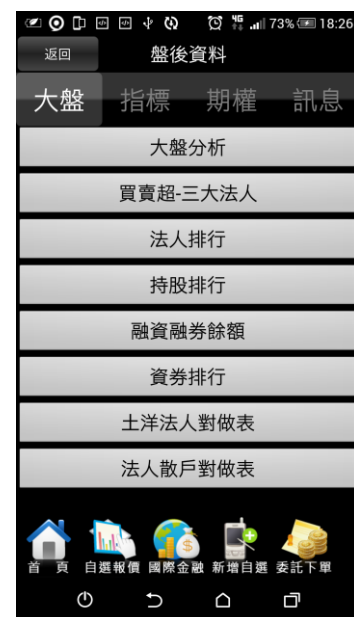 4G 73% 18:26
返回 盤後資料
大盤 指標 期權 訊息
大盤分析
買賣超-三大法人
法人排行
持股排行
融資融券餘額
資券排行
土洋法人對做表
法人散戶對做表
首 頁 自選報價 國際金融 新增自選 委託下單